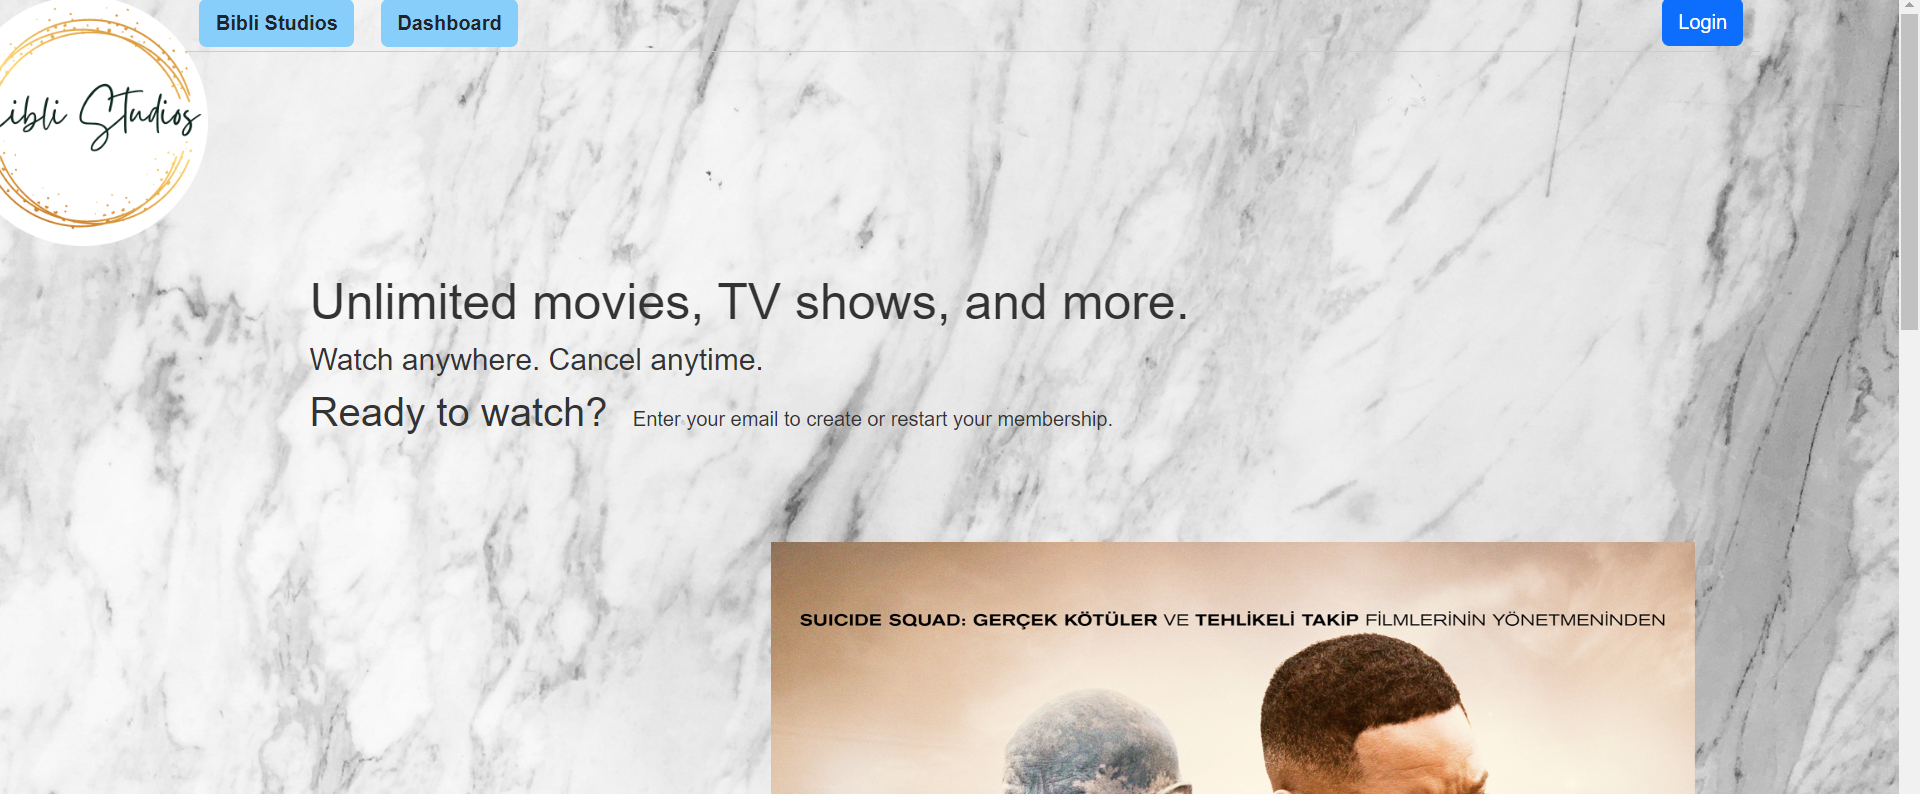 Bibli Studios
Dashboard
Login
ibli Studios
Unlimited movies, TV shows, and more.
Watch anywhere. Cancel anytime.
Ready to watch? Enter your email to create or restart your membership.
SUICIDE SQUAD: GERÇEK KÖTÜLER VE TEHLİKELİ TAKİP FİLMLERİNİN YÖNETMENİNDEN